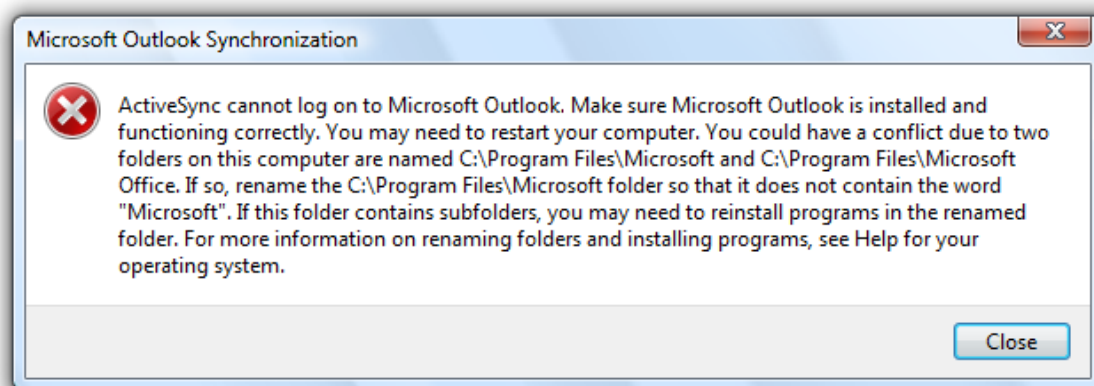 Microsoft Outlook Synchronization
ActiveSync cannot log on to Microsoft Outlook. Make sure Microsoft Outlook is installed and
functioning correctly. You may need to restart your computer. You could have a conflict due to two
folders on this computer are named C:\Program Files\Microsoft and C:\Program Files\Microsoft
Office. If so, rename the C:\Program Files\Microsoft folder so that it does not contain the word
"Microsoft". If this folder contains subfolders, you may need to reinstall programs in the renamed
folder. For more information on renaming folders and installing programs, see Help for your
operating system.
Close